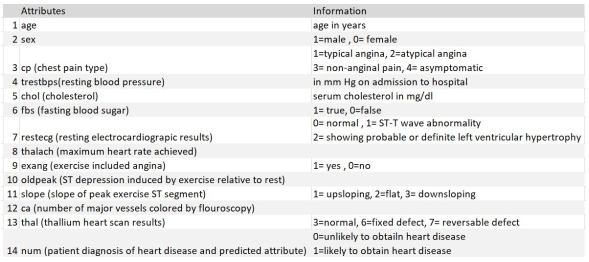 Attributes Information
1 age age in years
2 sex 1=male , 0= female
1=typical angina, 2=atypical angina
3 cp (chest pain type) 3= non-anginal pain, 4= asymptomatic
4 trestbps(resting blood pressure) in mm Hg on admission to hospital
5 chol (cholesterol) serum cholesterol in mg/dl
6 fbs (fasting blood sugar) 1= true, 0=false
0= normal , 1= ST-T wave abnormality
7 restecg (resting electrocardiograpic results) 2= showing probable or definite left ventricular hypertrophy
8 thalach (maximum heart rate achieved)
9 exang (exercise included angina) 1= yes , 0=no
10 oldpeak (ST depression induced by exercise relative to rest)
11 slope (slope of peak exercise ST segment) 1= upsloping, 2=flat, 3= downsloping
12 ca (number of major vessels colored by flouroscopy)
13 thal (thallium heart scan results) 3=normal, 6=fixed defect, 7= reversable defect
0=unlikely to obtailn heart disease
14 num (patient diagnosis of heart disease and predicted attribute) 1=likely to obtain heart disease